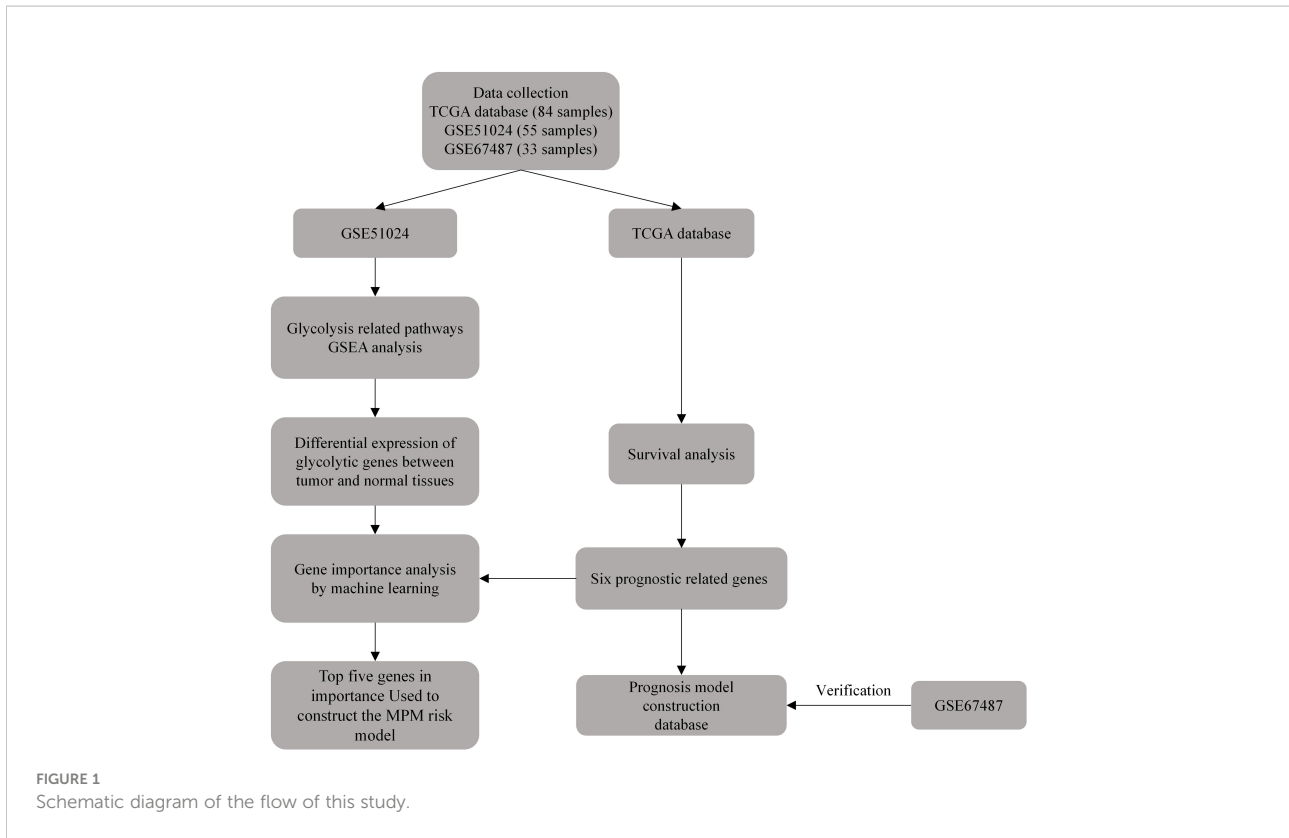 Data collection
TCGA database (84 samples)
GSE51024 (55 samples)
GSE67487 (33 samples)
GSE51024
TCGA database
Glycolysis related pathways
GSEA analysis
Differential expression of
glycolytic genes between
tumor and normal tissues
Survival analysis
Gene importance analysis
by machine learning
Six prognostic related genes
Top five genes in
importance Used to
construct the MPM risk
model
Prognosis model
construction
database
Verification
GSE67487
FIGURE 1
Schematic diagram of the flow of this study.